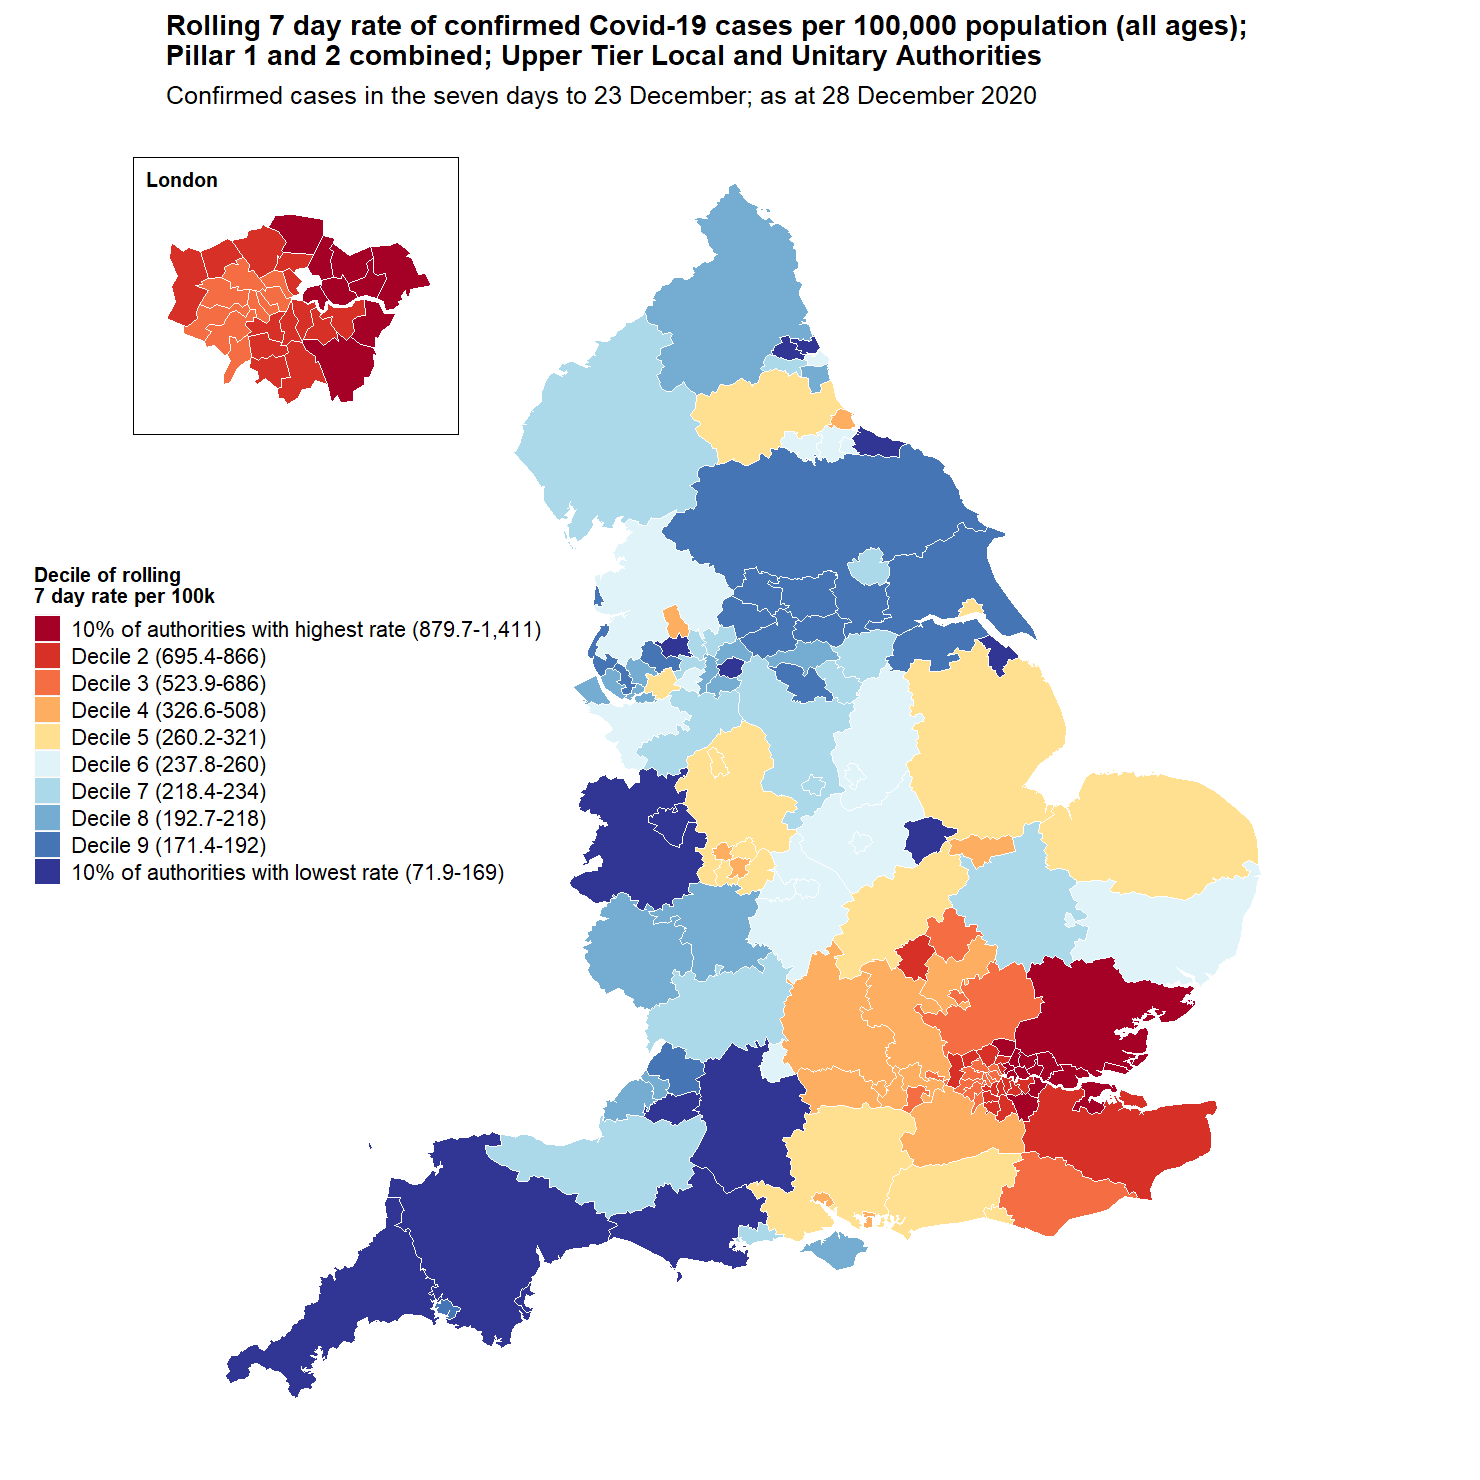 Rolling 7 day rate of confirmed Covid-19 cases per 100,000 population (all ages);
Pillar 1 and 2 combined; Upper Tier Local and Unitary Authorities
Confirmed cases in the seven days to 23 December; as at 28 December 2020
London
Decile of rolling
7 day rate per 100k
10% of authorities with highest rate (879.7-1,411)
Decile 2 (695.4-866)
Decile 3 (523.9-686)
Decile 4 (326.6-508)
Decile 5 (260.2-321)
Decile 6 (237.8-260)
Decile 7 (218.4-234)
Decile 8 (192.7-218)
Decile 9 (171.4-192)
10% of authorities with lowest rate (71.9-169)